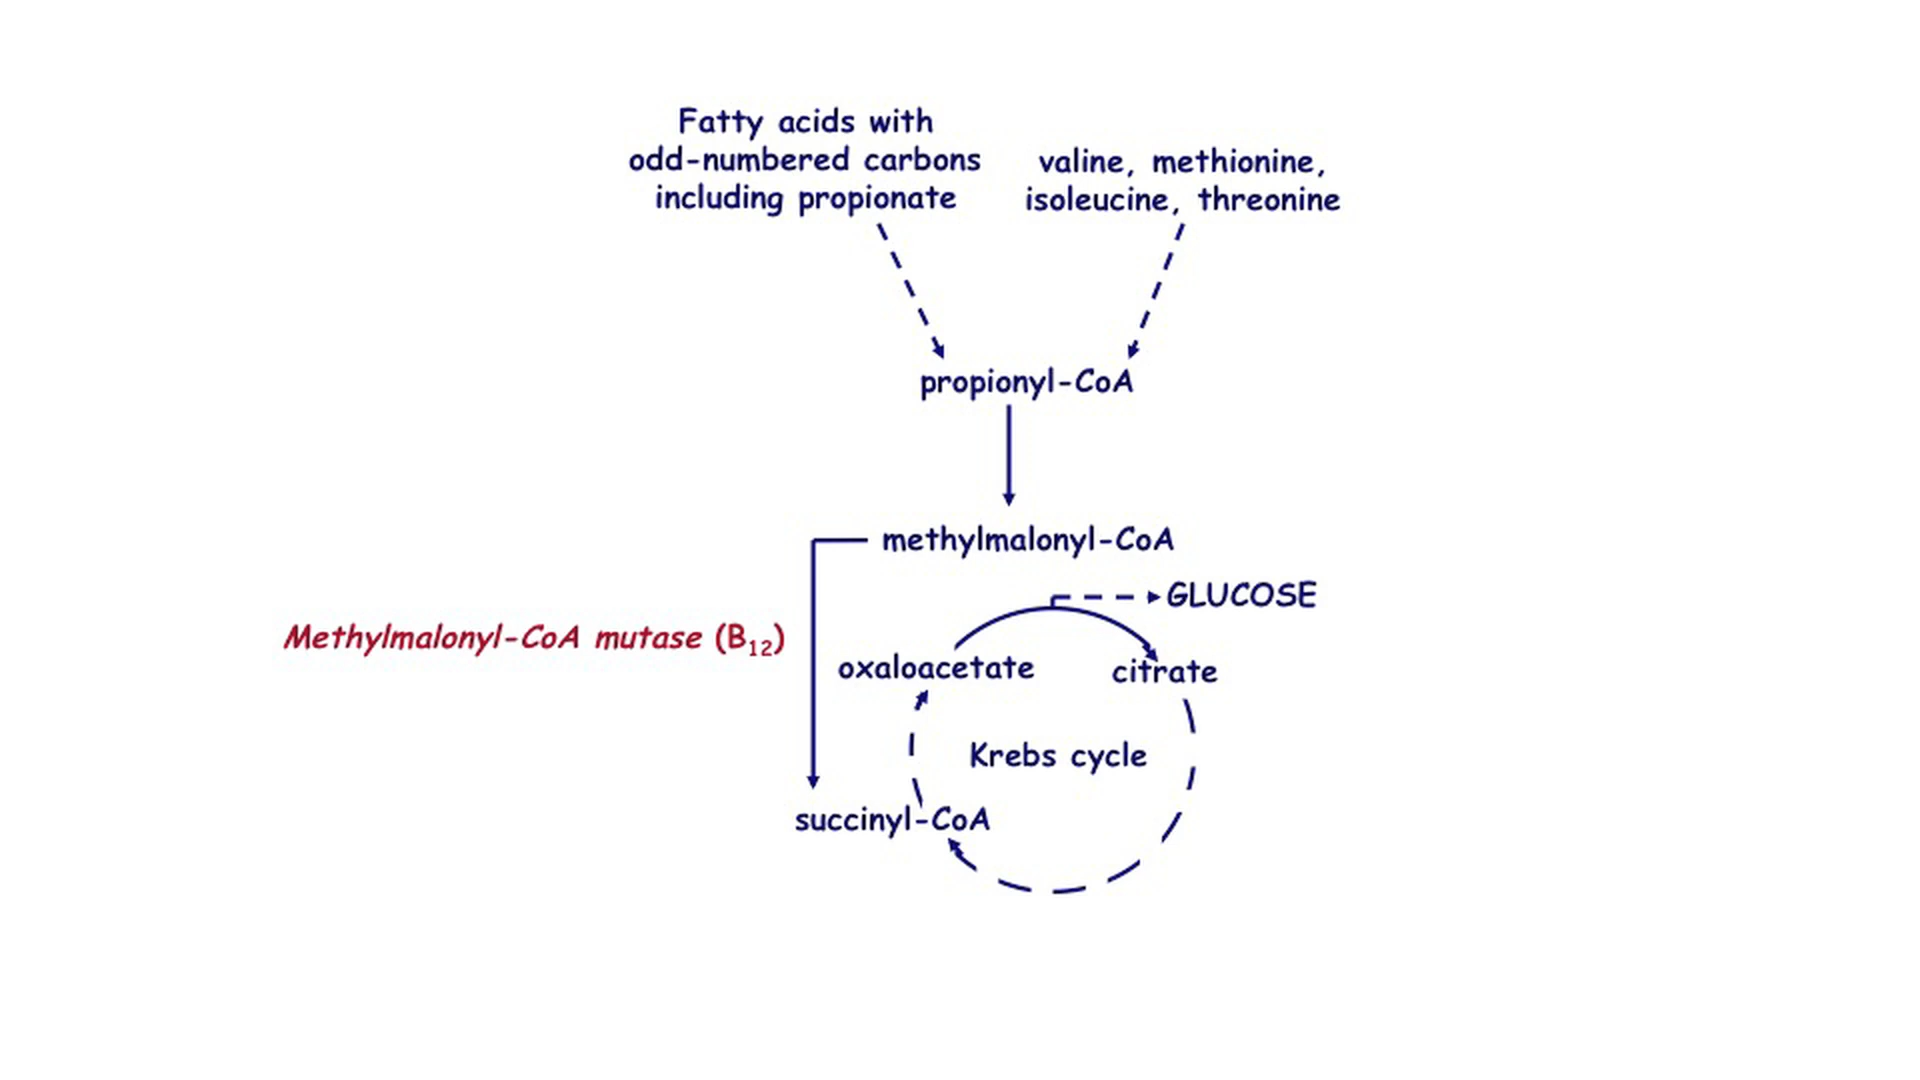 Fatty acids with
odd-numbered carbons
including propionate
valine, methionine,
isoleucine, threonine
propionyl-CoA
methylmalonyl-CoA
GLUCOSE
Methylmalonyl-CoA mutase (B₁₂)
oxaloacetate
citrate
Krebs cycle
succinyl-CoA